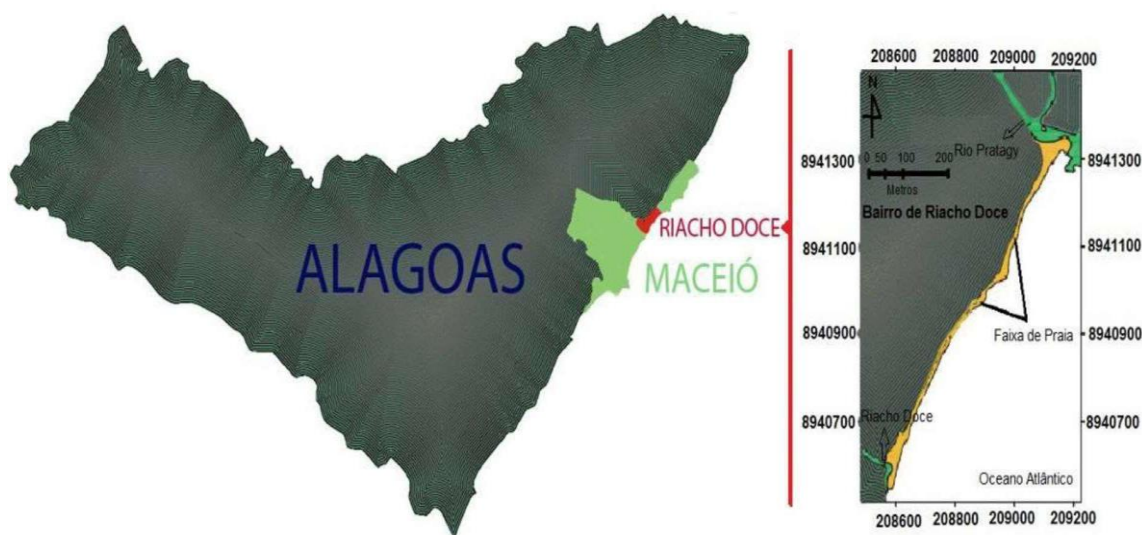 ALAGOAS
RIACHO DOCE
MACEIÓ
208600 208800 209000 209200
N
Rio Pratagy
0 50 100 200
Metros
Bairro de Riacho Doce
8941300 8941300
8941100 8941100
8940900 8940900
Faixa de Praia
8940700 8940700
Riacho Doce
Oceano Atlântico
208600 208800 209000 209200